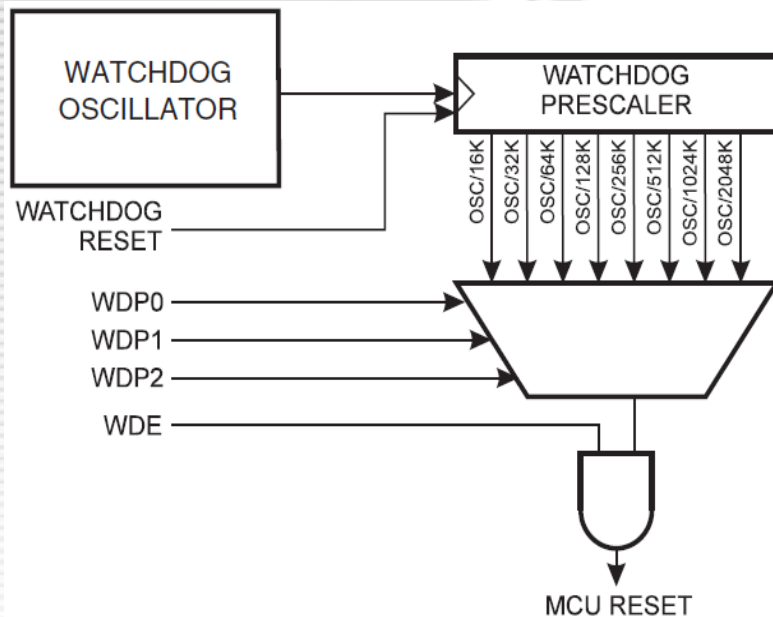 WATCHDOG
OSCILLATOR
WATCHDOG
PRESCALER
OSC/16K
OSC/32K
OSC/64K
OSC/128K
OSC/256K
OSC/512K
OSC/1024K
OSC/2048K
WATCHDOG
RESET
WDP0
WDP1
WDP2
WDE
MCU RESET